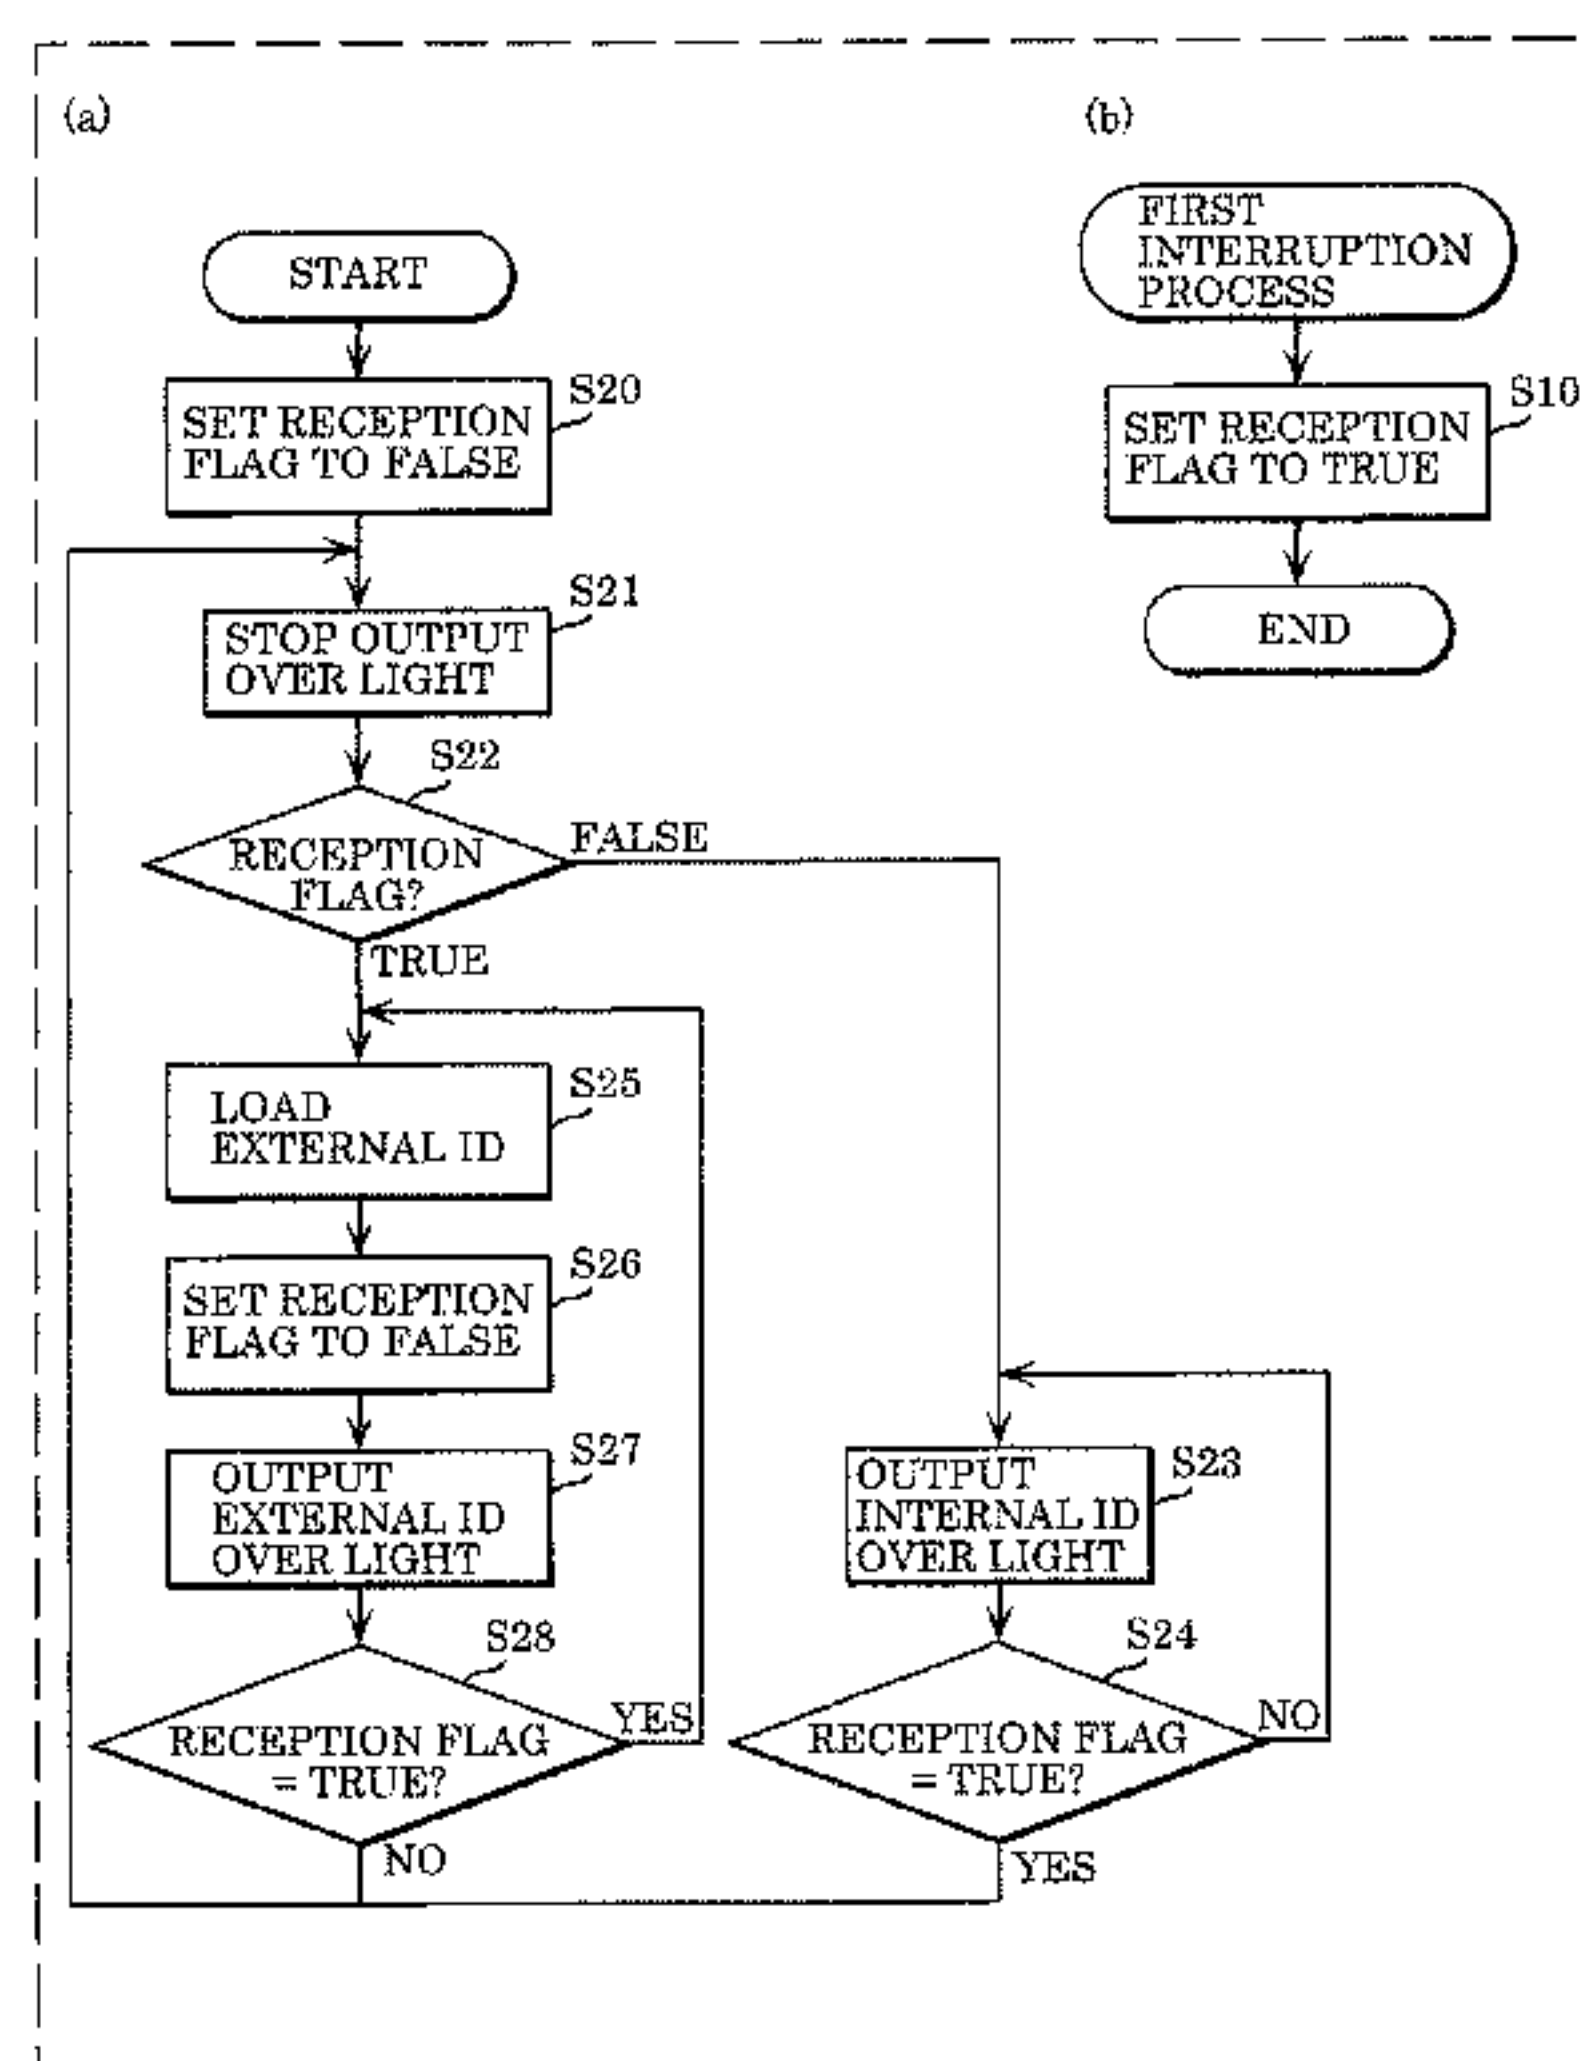 (a)
START
S20
SET RECEPTION
FLAG TO FALSE
S21
STOP OUTPUT
OVER LIGHT
S22
RECEPTION
FLAG?
FALSE
TRUE
S25
LOAD
EXTERNAL ID
S26
SET RECEPTION
FLAG TO FALSE
S27
OUTPUT
EXTERNAL ID
OVER LIGHT
S28
RECEPTION FLAG
= TRUE?
YES
NO
S23
OUTPUT
INTERNAL ID
OVER LIGHT
S24
RECEPTION FLAG
= TRUE?
NO
YES
(b)
FIRST
INTERRUPTION
PROCESS
S10
SET RECEPTION
FLAG TO TRUE
END